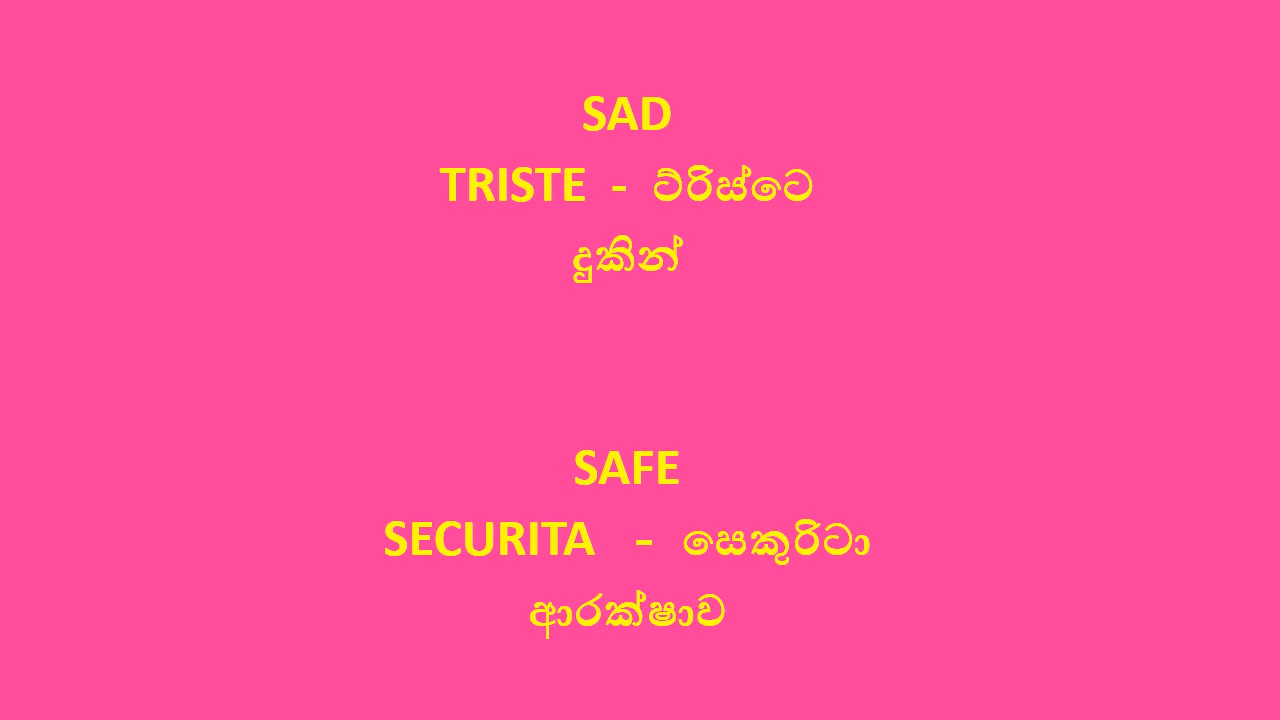 SAD
TRISTE - ට්රිස්ටෙ
දුකින්
SAFE
SECURITA - සෙකුරිටා
ආරක්ෂාව